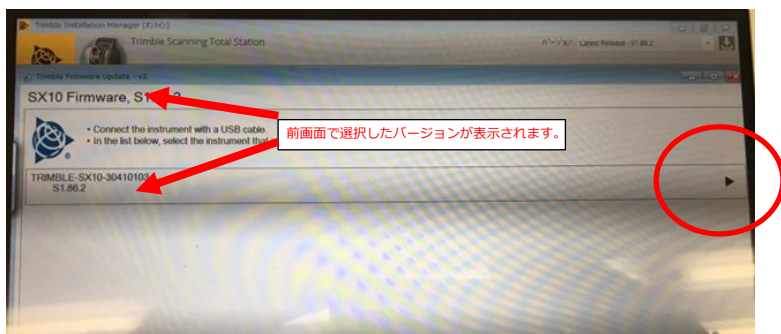 Trimble Installation Manager (オンライン)
Trimble Scanning Total Station
バージョン: Latest Release - S1.86.2
Trimble Firmware Update - v2
SX10 Firmware, S1
• Connect the instrument with a USB cable.
• In the list below, select the instrument that
前画面で選択したバージョンが表示されます。
TRIMBLE-SX10-30410103
S1.86.2